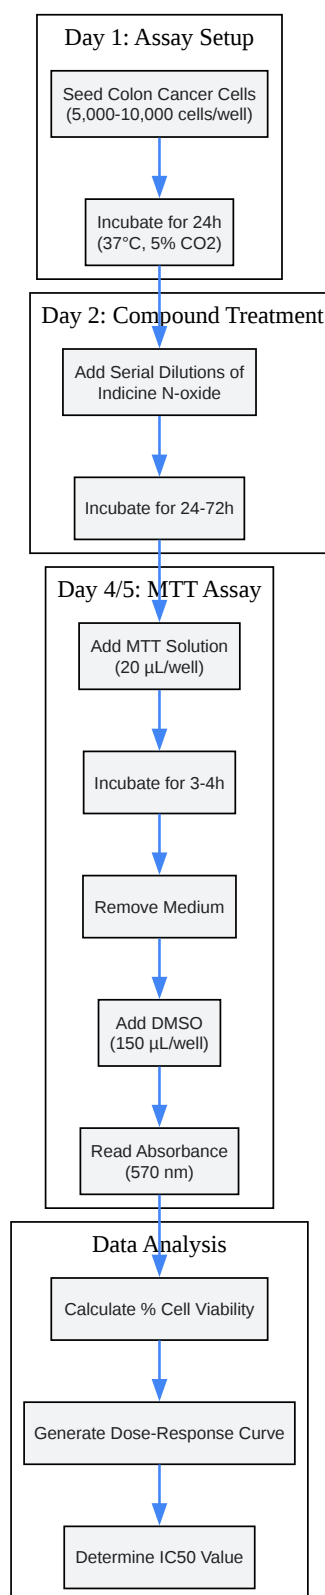 Day 1: Assay Setup
Seed Colon Cancer Cells
(5,000-10,000 cells/well)
Incubate for 24h
(37°C, 5% CO2)
Day 2: Compound Treatment
Add Serial Dilutions of
Indicine N-oxide
Incubate for 24-72h
Day 4/5: MTT Assay
Add MTT Solution
(20 µL/well)
Incubate for 3-4h
Remove Medium
Add DMSO
(150 µL/well)
Read Absorbance
(570 nm)
Data Analysis
Calculate % Cell Viability
Generate Dose-Response Curve
Determine IC50 Value